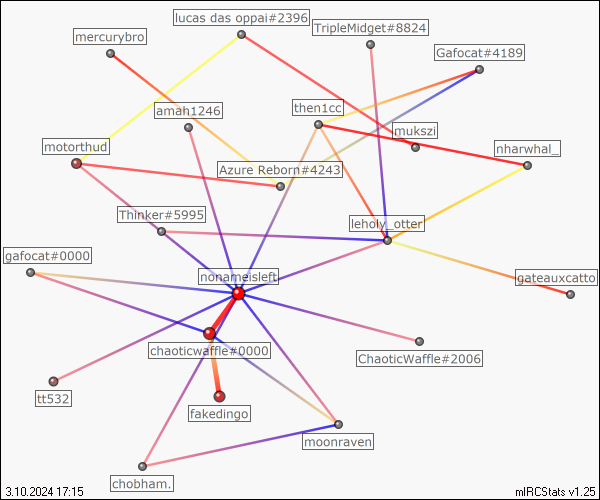 lucas das oppai#2396
mercurybro
TripleMidget#8824
Gafocat#4189
amah1246
then1cc
mukszi
motorthud
nharwhal_
Azure Reborn#4243
Thinker#5995
leholy_otter
gafocat#0000
nonameisleft
gateauxcatto
chaoticwaffle#0000
ChaoticWaffle#2006
tt532
fakedingo
moonraven
chobham.
3.10.2024 17:15
mIRCStats v1.25